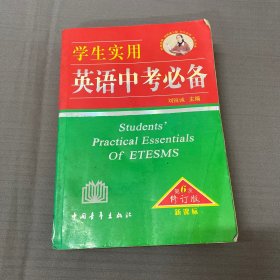 学生实用
英语中考必备
刘锐诚 主编
Students'
Practical Essentials
Of ETESMS
第6次
修订版
新课标
中国青年出版社